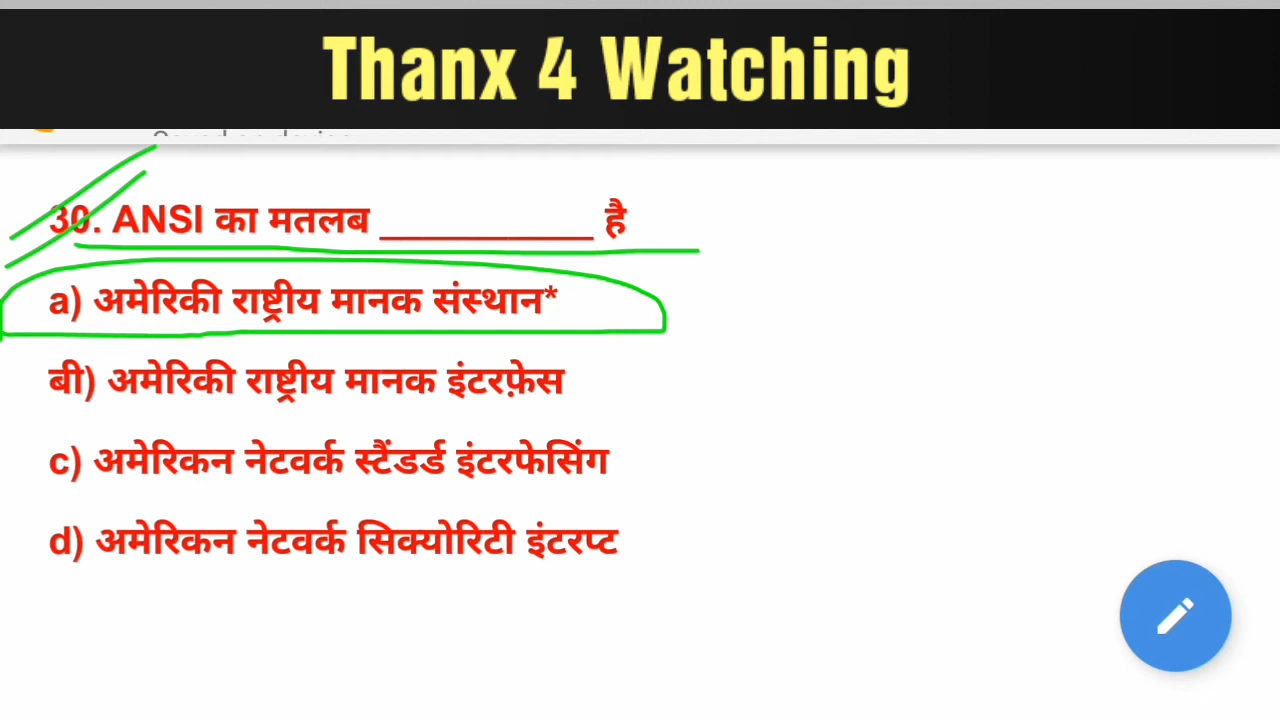 Thanx 4 Watching
30. ANSI का मतलब ___________ है
a) अमेरिकी राष्ट्रीय मानक संस्थान*
बी) अमेरिकी राष्ट्रीय मानक इंटरफ़ेस
c) अमेरिकन नेटवर्क स्टैंडर्ड इंटरफेसिंग
d) अमेरिकन नेटवर्क सिक्योरिटी इंटरप्ट